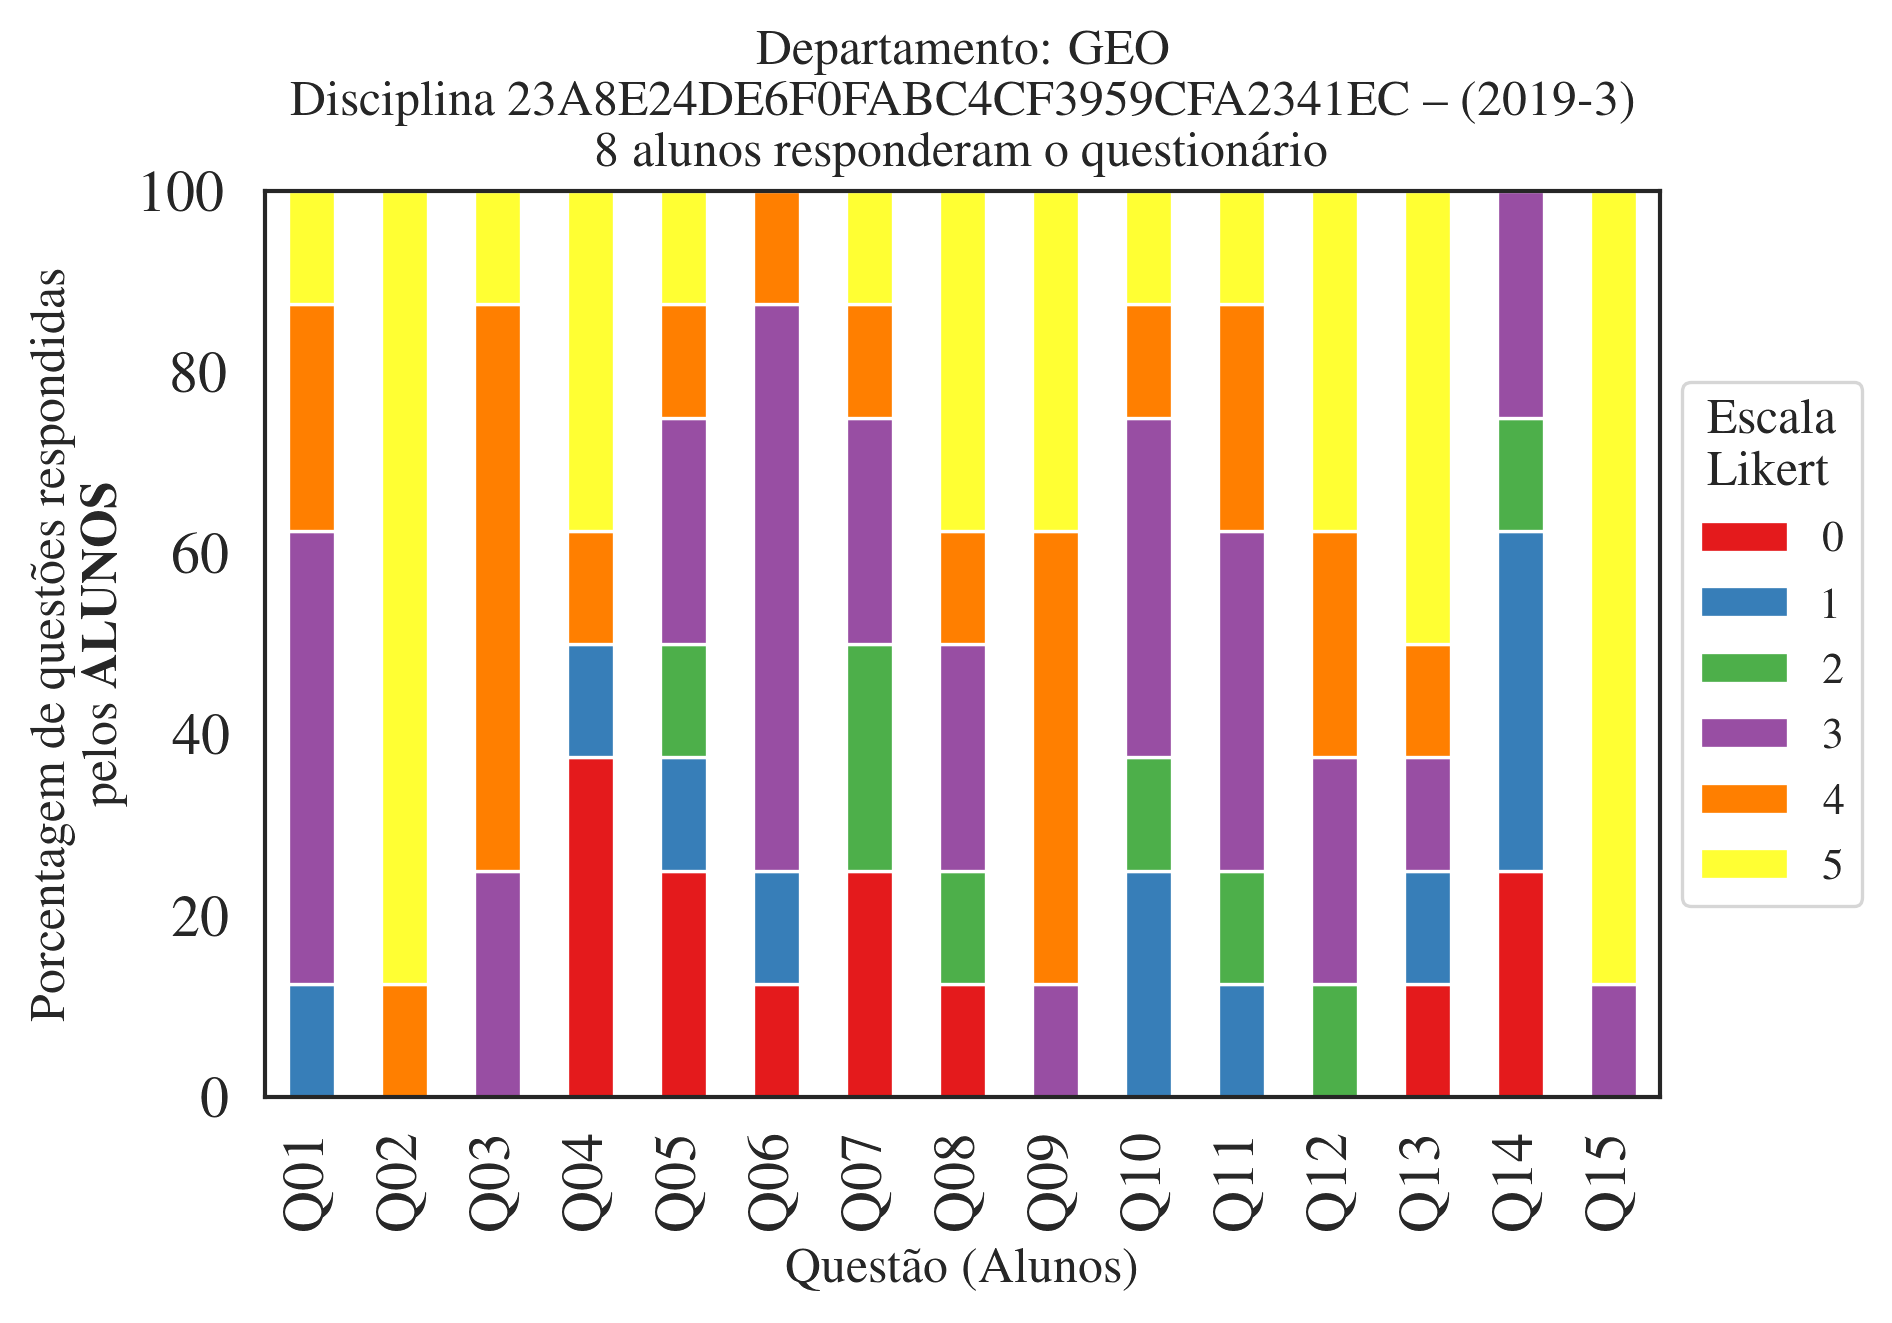 Departamento: GEO
Disciplina 23A8E24DE6F0FABC4CF3959CFA2341EC – (2019-3)
8 alunos responderam o questionário
Porcentagem de questões respondidas
pelos ALUNOS
100
80
60
40
20
0
Q01
Q02
Q03
Q04
Q05
Q06
Q07
Q08
Q09
Q10
Q11
Q12
Q13
Q14
Q15
Questão (Alunos)
Escala
Likert
0
1
2
3
4
5